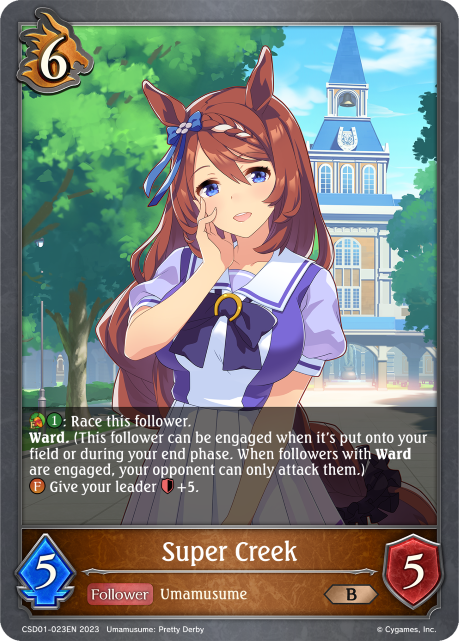 6
1: Race this follower.
Ward. (This follower can be engaged when it's put onto your
field or during your end phase. When followers with Ward
are engaged, your opponent can only attack them.)
F Give your leader +5.
Super Creek
5
Follower Umamusume
B
5
CSD01-023EN 2023 Umamusume: Pretty Derby
© Cygames, Inc.